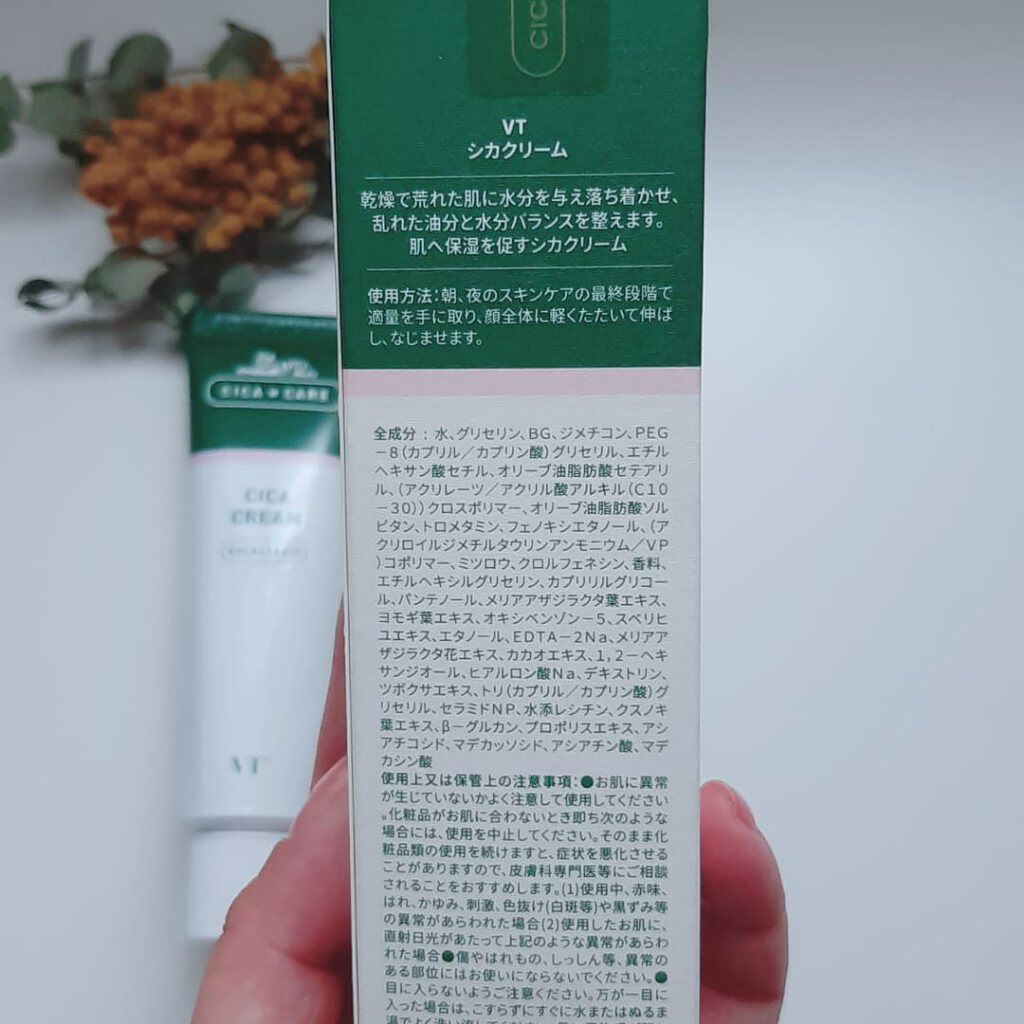 CIC
VT
シカクリーム
乾燥で荒れた肌に水分を与え落ち着かせ、
乱れた油分と水分バランスを整えます。
肌へ保湿を促すシカクリーム
使用方法：朝、夜のスキンケアの最終段階で
適量を手に取り、顔全体に軽くたたいて伸ば
し、なじませます。
全成分：水、グリセリン、BG、ジメチコン、PEG
－8（カプリル／カプリン酸）グリセリル、エチル
ヘキサン酸セチル、オリーブ油脂肪酸セテアリ
ル、（アクリレーツ／アクリル酸アルキル（C10
－30））クロスポリマー、オリーブ油脂肪酸ソル
ビタン、トロメタミン、フェノキシエタノール、（ア
クリロイルジメチルタウリンアンモニウム／VP
）コポリマー、ミツロウ、クロルフェネシン、香料、
エチルヘキシルグリセリン、カプリリルグリコー
ル、パンテノール、メリアアザジラクタ葉エキス、
ヨモギ葉エキス、オキシベンゾン－5、スベリヒ
ユエキス、エタノール、EDTA－2Na、メリアア
ザジラクタ花エキス、カカオエキス、1,2－ヘキ
サンジオール、ヒアルロン酸Na、デキストリン、
ツボクサエキス、トリ（カプリル／カプリン酸）グ
リセリル、セラミドNP、水添レシチン、クスノキ
葉エキス、β－グルカン、プロポリスエキス、アシ
アチコシド、マデカッソシド、アシアチン酸、マデ
カシン酸
使用上又は保管上の注意事項：●お肌に異常
が生じていないかよく注意して使用してください
。化粧品がお肌に合わないとき即ち次のような
場合には、使用を中止してください。そのまま化
粧品類の使用を続けますと、症状を悪化させる
ことがありますので、皮膚科専門医等にご相談
されることをおすすめします。(1)使用中、赤味、
はれ、かゆみ、刺激、色抜け(白斑等)や黒ずみ等
の異常があらわれた場合(2)使用したお肌に、
直射日光があたって上記のような異常があらわ
れた場合●傷やはれもの、しっしん等、異常の
ある部位にはお使いにならないでください。●
目に入らないようご注意ください。万が一目に
入った場合は、こすらずにすぐに水またはぬるま
湯でよく洗い流してください
CICA CARE
CICA
CREAM
VT